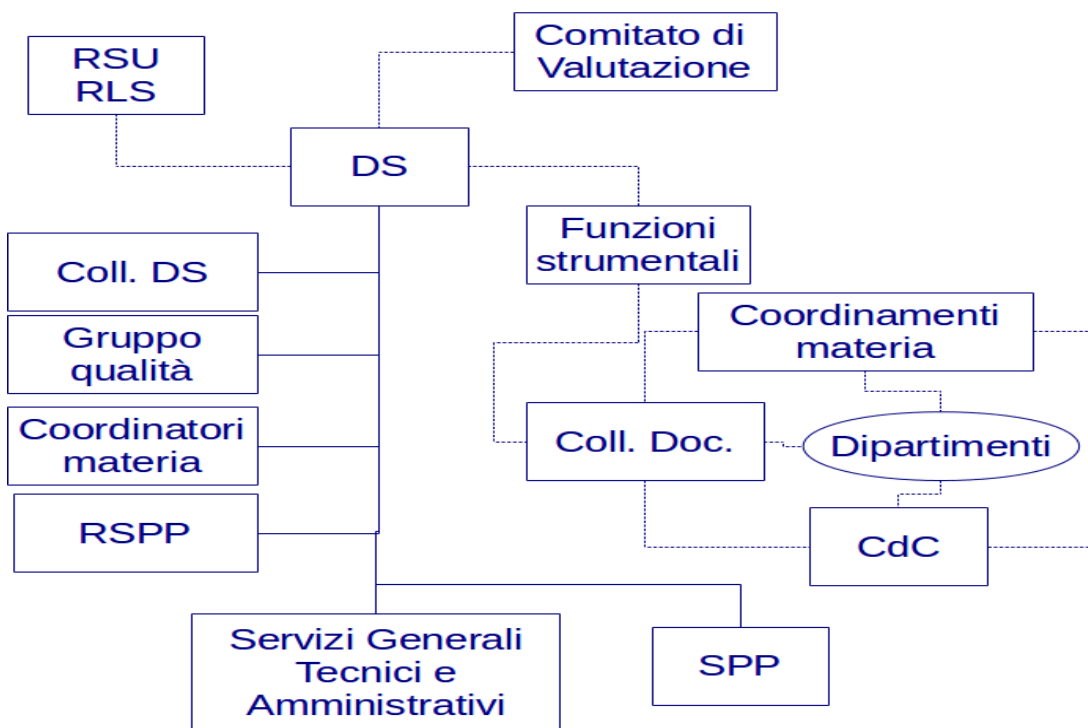 RSU
RLS
Comitato di
Valutazione
DS
Funzioni
strumentali
Coll. DS
Gruppo
qualità
Coordinatori
materia
RSPP
Coordinamenti
materia
Coll. Doc.
Dipartimenti
CdC
Servizi Generali
Tecnici e
Amministrativi
SPP